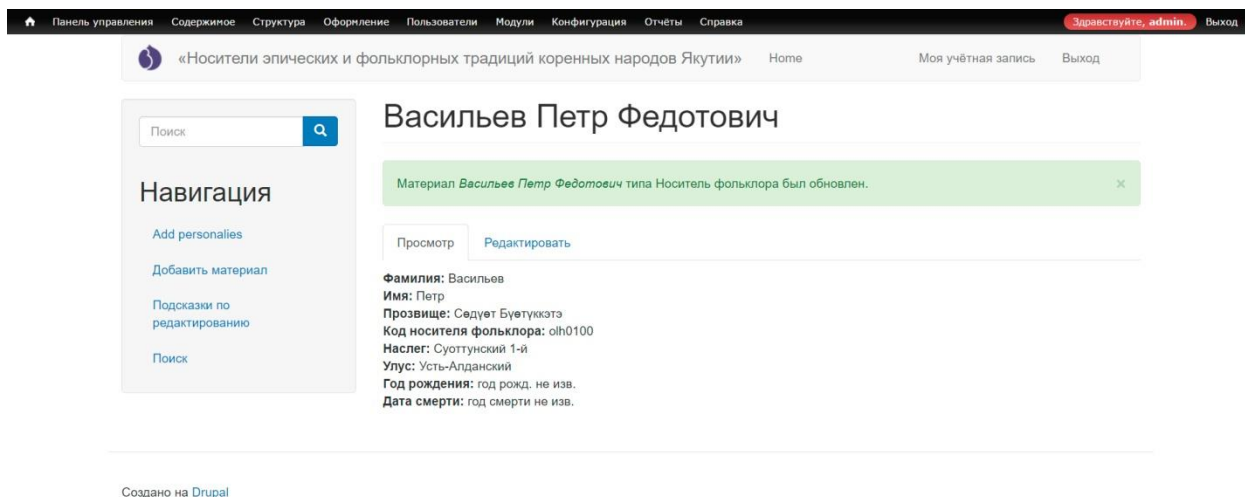 Панель управления Содержимое Структура Оформление Пользователи Модули Конфигурация Отчёты Справка Здравствуйте, admin. Выход
«Носители эпических и фольклорных традиций коренных народов Якутии» Home Моя учётная запись Выход
Поиск
Навигация
Add personalies
Добавить материал
Подсказки по
редактированию
Поиск
Васильев Петр Федотович
Материал Васильев Петр Федотович типа Носитель фольклора был обновлен. ×
Просмотр Редактировать
Фамилия: Васильев
Имя: Петр
Прозвище: Сөдүөт Бүөтүккэтэ
Код носителя фольклора: olh0100
Наслег: Суоттунский 1-й
Улус: Усть-Алданский
Год рождения: год рожд. не изв.
Дата смерти: год смерти не изв.
Создано на Drupal